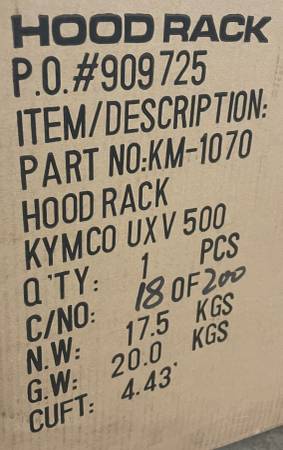 HOOD RACK
P.O.#909725
ITEM/DESCRIPTION:
PART NO:KM-1070
HOOD RACK
KYMCO UXV 500
Q'TY: 1 PCS
C/NO: 18 OF 200
N.W: 17.5 KGS
G.W: 20.0 KGS
CUFT: 4.43